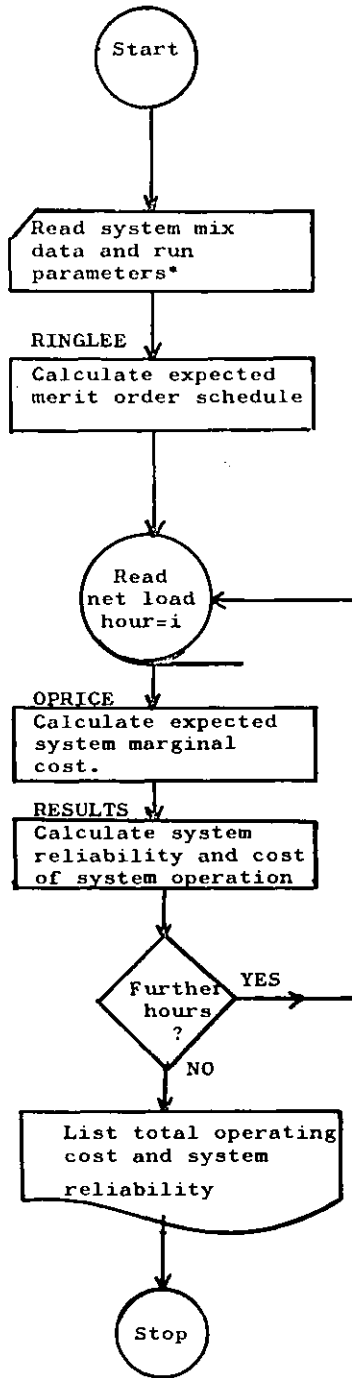 Start
Read system mix
data and run
parameters*
RINGLEE
Calculate expected
merit order schedule
Read
net load
hour=i
OPRICE
Calculate expected
system marginal
cost.
RESULTS
Calculate system
reliability and cost
of system operation
Further
hours
?
YES
NO
List total operating
cost and system
reliability
Stop